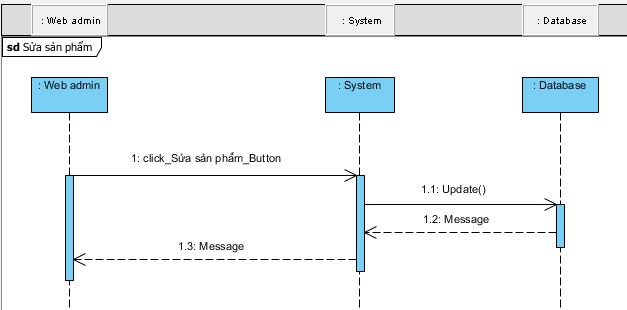 : Web admin
: System
: Database
sd Sửa sản phẩm
: Web admin
: System
: Database
1: click_Sửa sản phẩm_Button
1.1: Update()
1.2: Message
1.3: Message